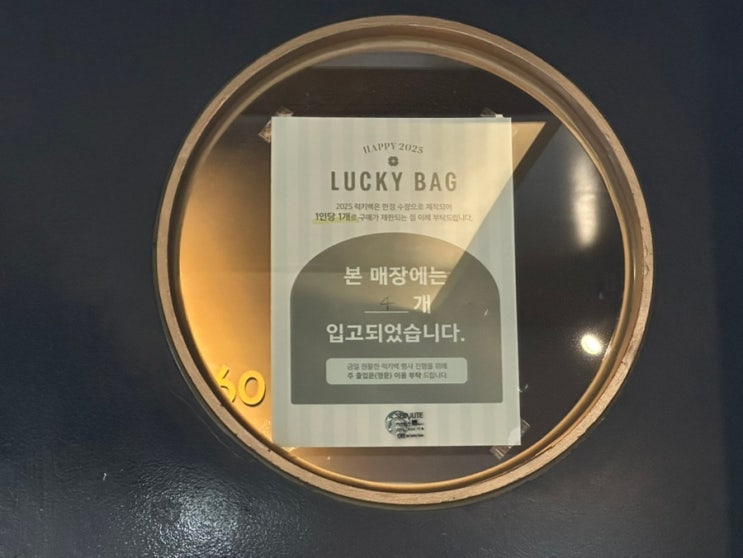 HAPPY 2025
LUCKY BAG
2025 럭키백은 한정 수량으로 제작되어
1인당 1개로 구매가 제한되는 점 이해 부탁드립니다.
본 매장에는
4 개
입고되었습니다.
금일 원활한 럭키백 행사 진행을 위해
주 출입문(정문) 이용 부탁 드립니다
60